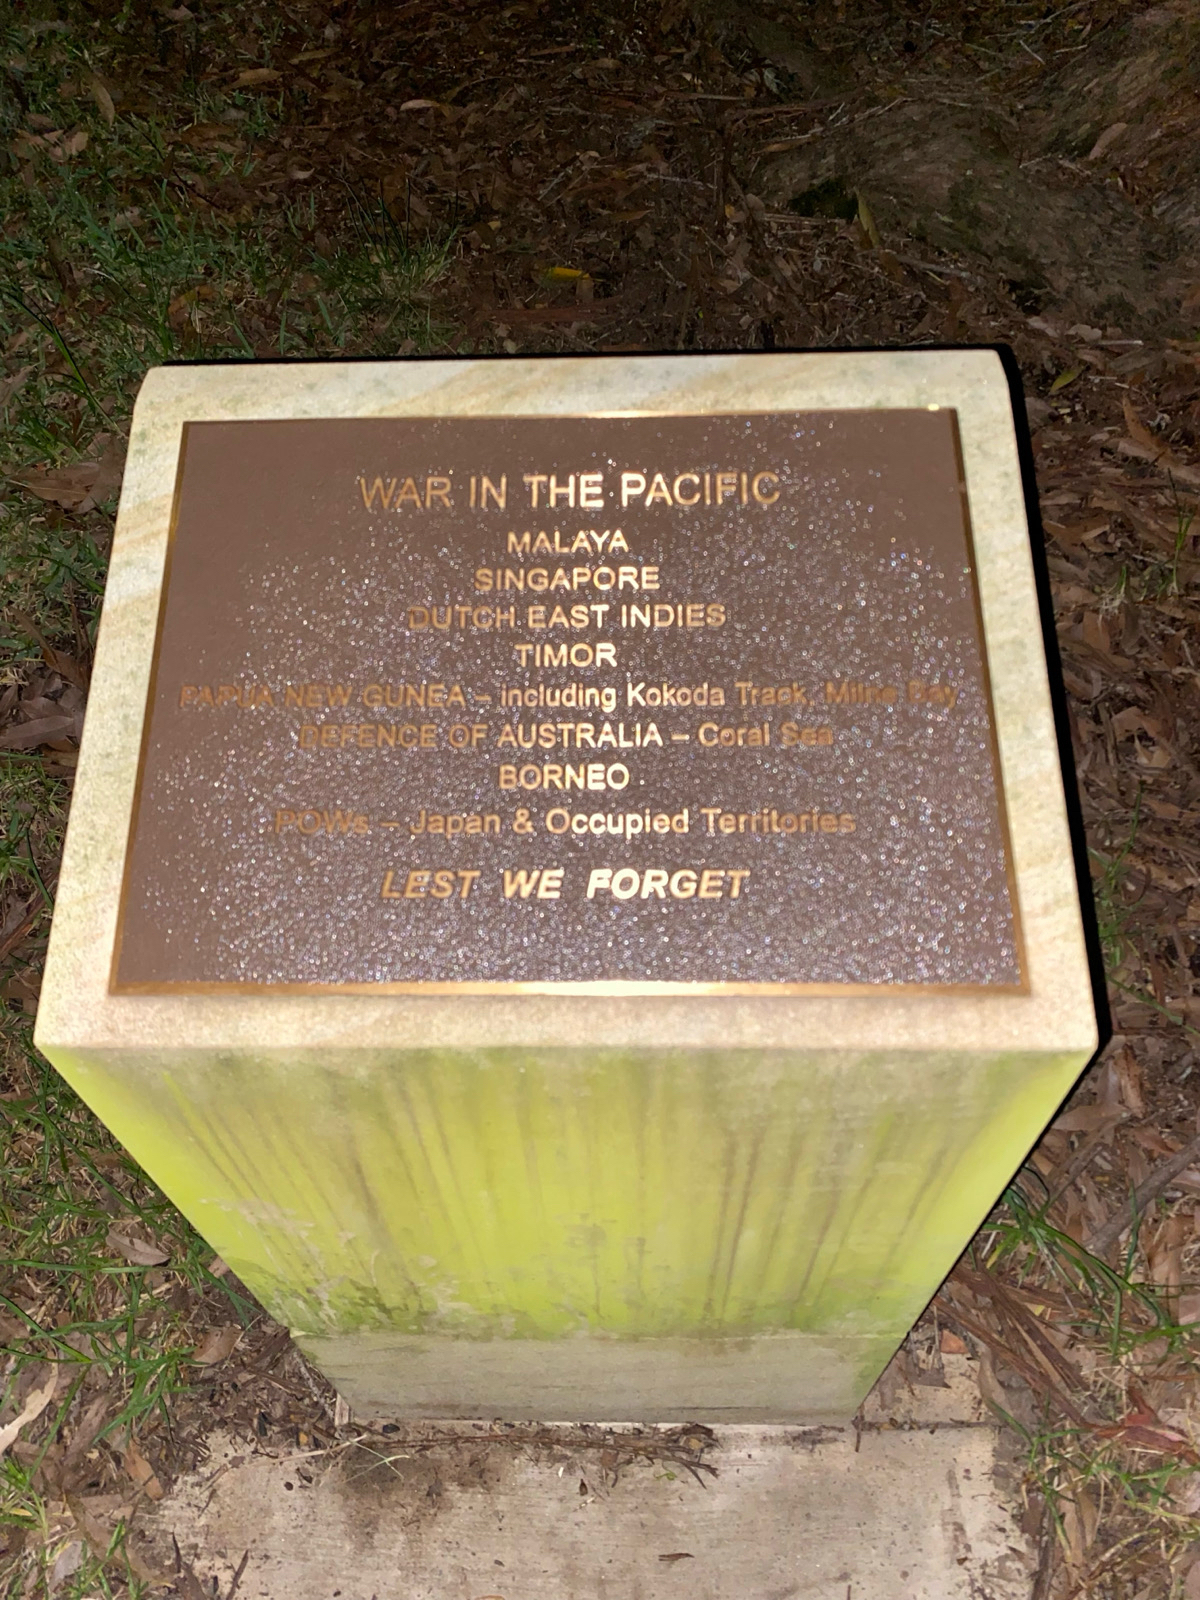 WAR IN THE PACIFIC
MALAYA
SINGAPORE
DUTCH EAST INDIES
TIMOR
PAPUA NEW GUNEA – including Kokoda Track, Milne Bay
DEFENCE OF AUSTRALIA – Coral Sea
BORNEO
POWs – Japan & Occupied Territories
LEST WE FORGET